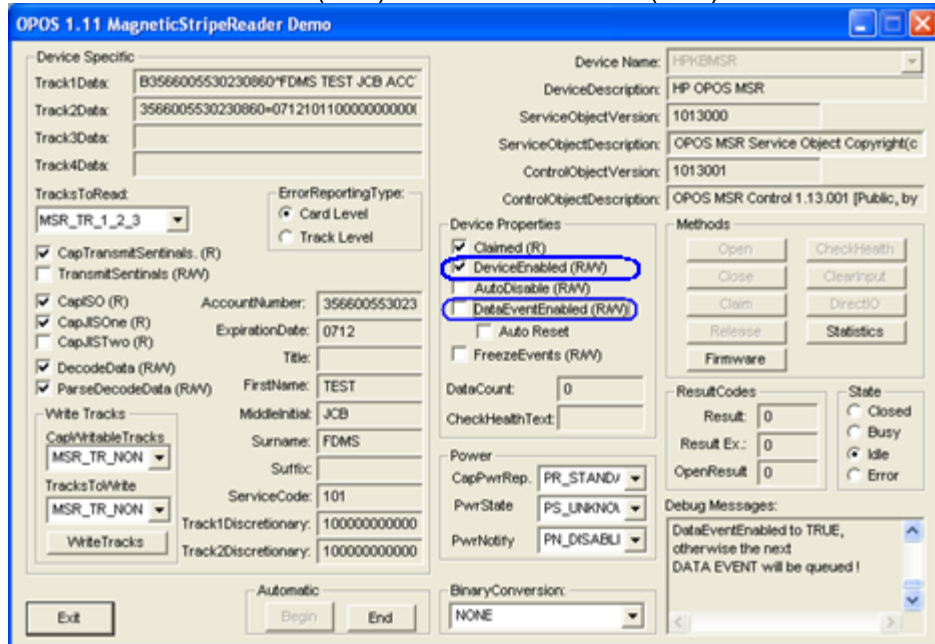 OPOS 1.11 MagneticStripeReader Demo
Device Specific
Track1Data: B3566005530230860^FDMS TEST JCB ACC
Track2Data:
Track3Data:
Track4Data:
TracksToRead:
MSR_TR_1_2_3
ErrorReportingType:
Card Level
Track Level
CapTransmitSentinals. (R)
TransmitSentinals (R/W)
CapISO (R)
CapJISOne (R)
CapJISTwo (R)
DecodeData (R/W)
ParseDecodeData (R/W)
AccountNumber: 356600553023
ExpirationDate: 0712
Title:
FirstName: TEST
MiddleInitial: JCB
Surname: FDMS
Suffix:
ServiceCode: 101
Track1Discretionary: 100000000000
Track2Discretionary: 100000000000
Write Tracks
CapWritableTracks
MSR_TR_NON
TracksToWrite
MSR_TR_NON
WriteTracks
Exit
Automatic
Begin End
Device Name: HPKBMSR
DeviceDescription: HP OPOS MSR
ServiceObjectVersion: 1013000
ServiceObjectDescription: OPOS MSR Service Object Copyright(c
ControlObjectVersion: 1013001
ControlObjectDescription: OPOS MSR Control 1.13.001 [Public, by
Device Properties
Claimed (R)
DeviceEnabled (R/W)
AutoDisable (R/W)
DataEventEnabled (R/W)
Auto Reset
FreezeEvents (R/W)
DataCount: 0
CheckHealthText:
Power
CapPwrRep. PR_STANDA
PwrState PS_UNKNO
PwrNotify PN_DISABL
BinaryConversion:
NONE
Methods
Open CheckHealth
Close ClearInput
Claim DirectIO
Release Statistics
Firmware
ResultCodes
Result: 0
Result Ex.: 0
OpenResult 0
State
Closed
Busy
Idle
Error
Debug Messages:
DataEventEnabled to TRUE,
otherwise the next
DATA EVENT will be queued !